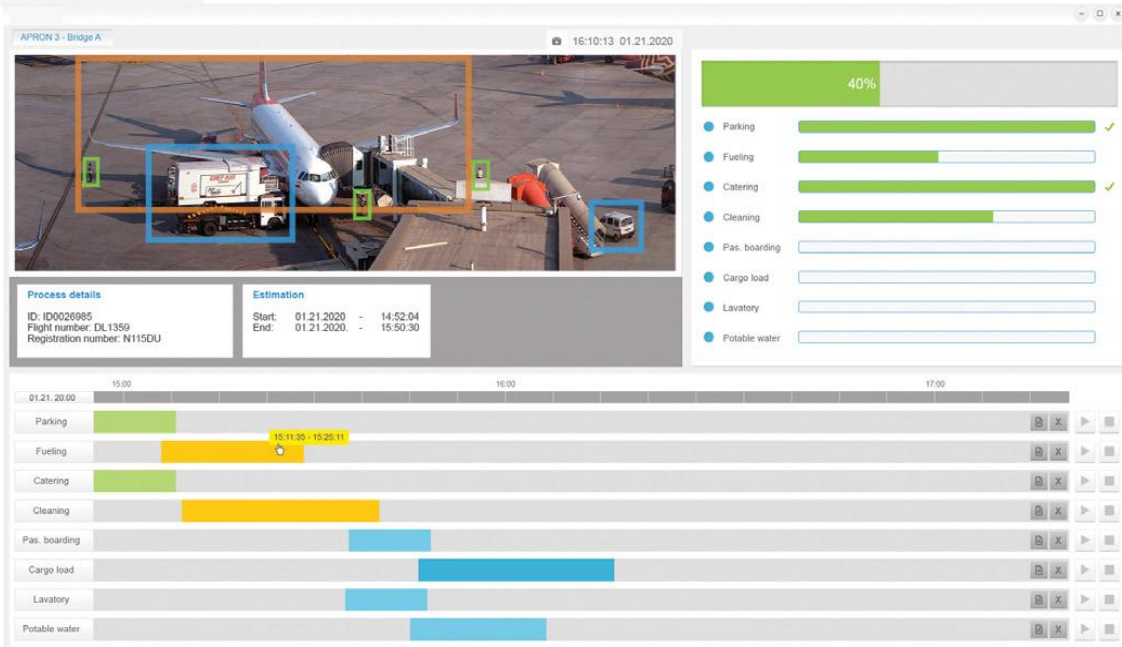 APRON 3 - Bridge A
16:10:13 01.21.2020
40%
Parking
Fueling
Catering
Cleaning
Pas. boarding
Cargo load
Lavatory
Potable water
Process details
ID: ID0026985
Flight number: DL1359
Registration number: N115DU
Estimation
Start: 01.21.2020 - 14:52:04
End: 01.21.2020. - 15:50:30
15:00 16:00 17:00
01.21. 20:00
Parking
15:11:35 - 15:25:11
Fueling
Catering
Cleaning
Pas. boarding
Cargo load
Lavatory
Potable water